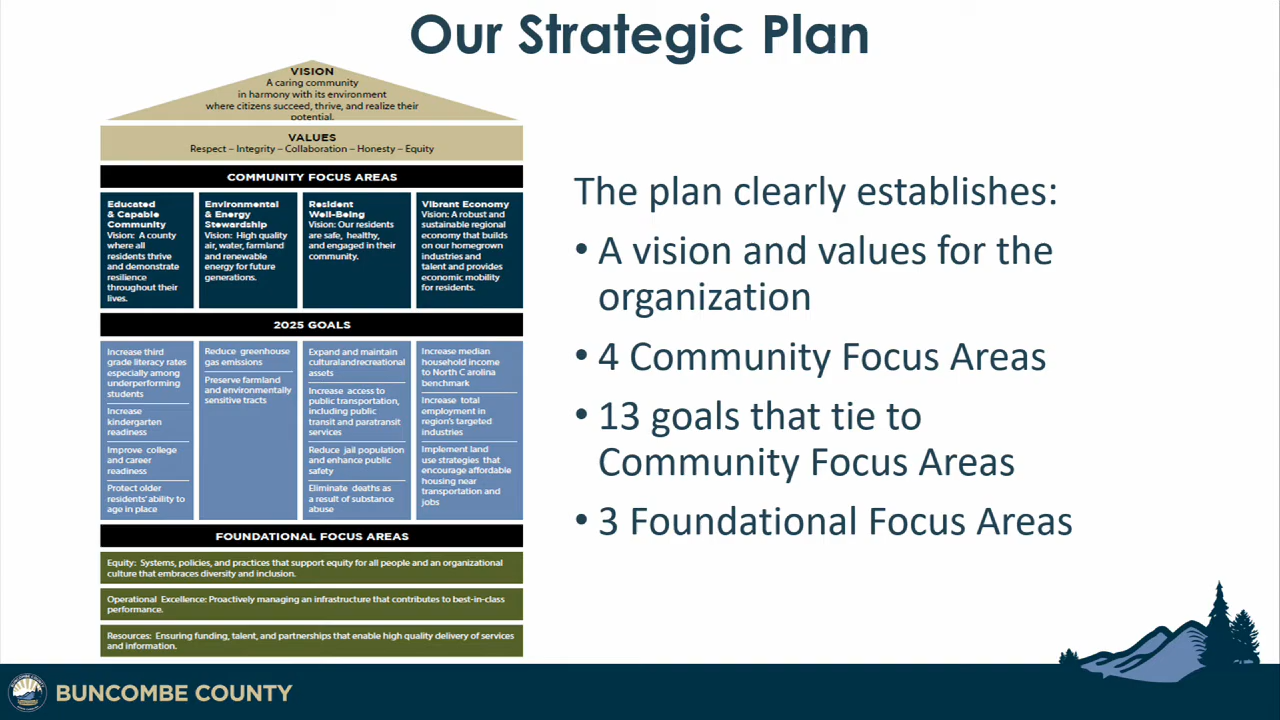 Our Strategic Plan
VISION
A caring community
in harmony with its environment
where citizens succeed, thrive, and realize their
potential.
VALUES
Respect – Integrity – Collaboration – Honesty – Equity
COMMUNITY FOCUS AREAS
Educated
& Capable
Community
Vision: A county
where all
residents thrive
and demonstrate
resilience
throughout their
lives.
Environmental
& Energy
Stewardship
Vision: High quality
air, water, farmland
and renewable
energy for future
generations.
Resident
Well-Being
Vision: Our residents
are safe, healthy,
and engaged in their
community.
Vibrant Economy
Vision: A robust and
sustainable regional
economy that builds
on our homegrown
industries and
talent and provides
economic mobility
for residents.
2025 GOALS
Increase third
grade literacy rates
especially among
underperforming
students
Increase
kindergarten
readiness
Improve college
and career
readiness
Protect older
residents' ability to
age in place
Reduce greenhouse
gas emissions
Preserve farmland
and environmentally
sensitive tracts
Expand and maintain
culturalandrecreational
assets
Increase access to
public transportation,
including public
transit and paratransit
services
Reduce jail population
and enhance public
safety
Eliminate deaths as
a result of substance
abuse
Increase median
household income
to North C arolina
benchmark
Increase total
employment in
region's targeted
industries
Implement land
use strategies that
encourage affordable
housing near
transportation and
jobs
FOUNDATIONAL FOCUS AREAS
Equity: Systems, policies, and practices that support equity for all people and an organizational
culture that embraces diversity and inclusion.
Operational Excellence: Proactively managing an infrastructure that contributes to best-in-class
performance.
Resources: Ensuring funding, talent, and partnerships that enable high quality delivery of services
and information.
The plan clearly establishes:
• A vision and values for the
organization
• 4 Community Focus Areas
• 13 goals that tie to
Community Focus Areas
• 3 Foundational Focus Areas
BUNCOMBE COUNTY